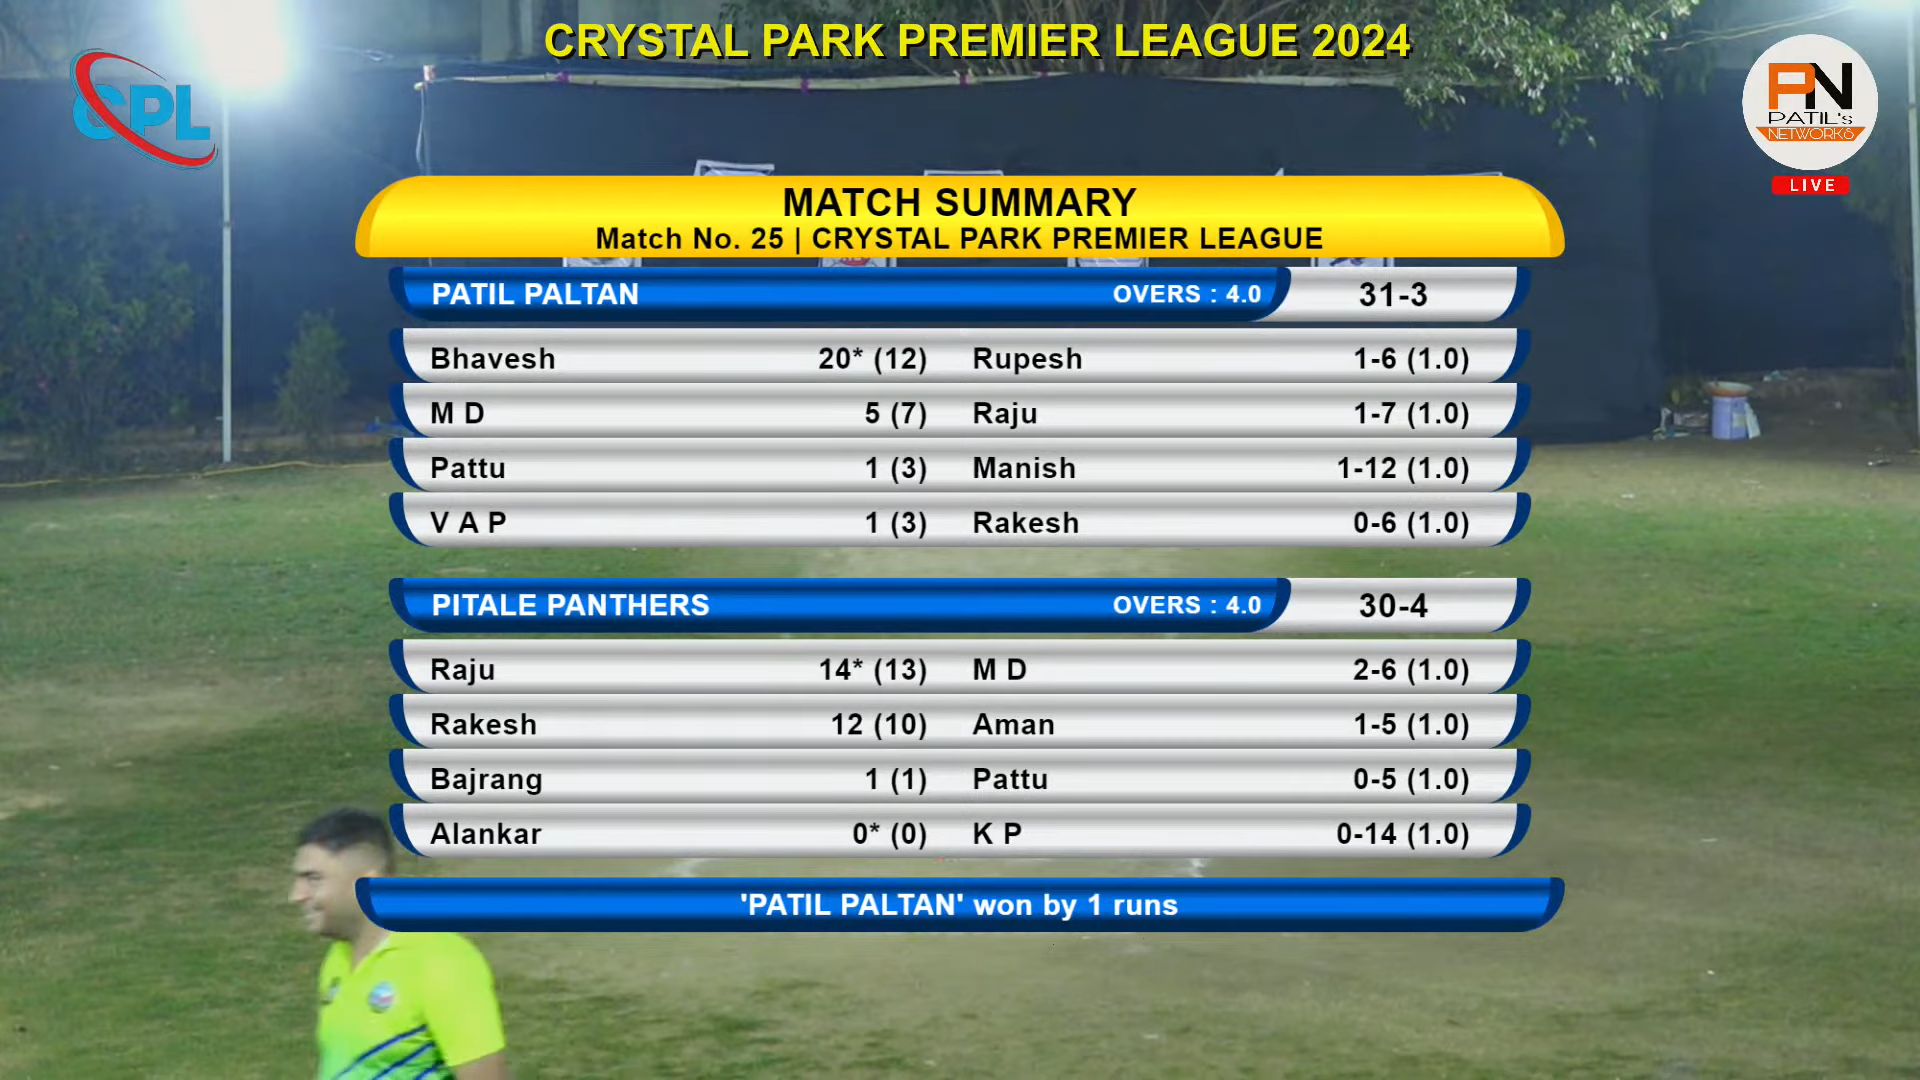 CRYSTAL PARK PREMIER LEAGUE 2024
CPL
PN
PATIL's
NETWORKS
LIVE
MATCH SUMMARY
Match No. 25 | CRYSTAL PARK PREMIER LEAGUE
PATIL PALTAN OVERS : 4.0 31-3
Bhavesh 20* (12) Rupesh 1-6 (1.0)
M D 5 (7) Raju 1-7 (1.0)
Pattu 1 (3) Manish 1-12 (1.0)
V A P 1 (3) Rakesh 0-6 (1.0)
PITALE PANTHERS OVERS : 4.0 30-4
Raju 14* (13) M D 2-6 (1.0)
Rakesh 12 (10) Aman 1-5 (1.0)
Bajrang 1 (1) Pattu 0-5 (1.0)
Alankar 0* (0) K P 0-14 (1.0)
'PATIL PALTAN' won by 1 runs